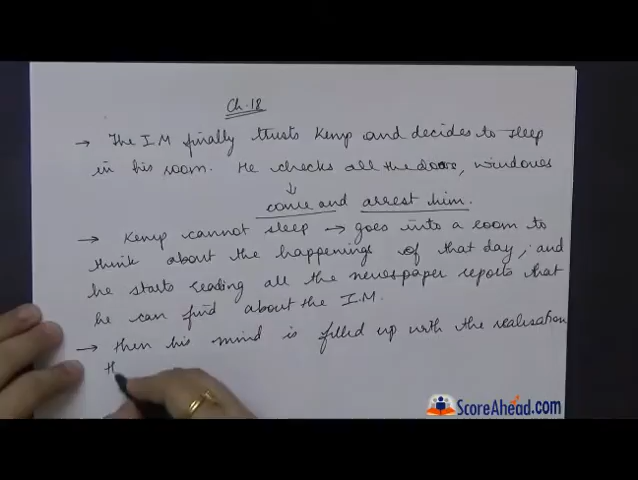 Ch. 18
→ The I M finally trusts Kemp and decides to sleep
in his room. He checks all the doors, windows
↓
come and arrest him.
→ Kemp cannot sleep → goes into a room to
think about the happenings of that day, and
he starts reading all the newspaper reports that
he can find about the I.M.
→ then his mind is filled up with the realisation
ScoreAhead.com